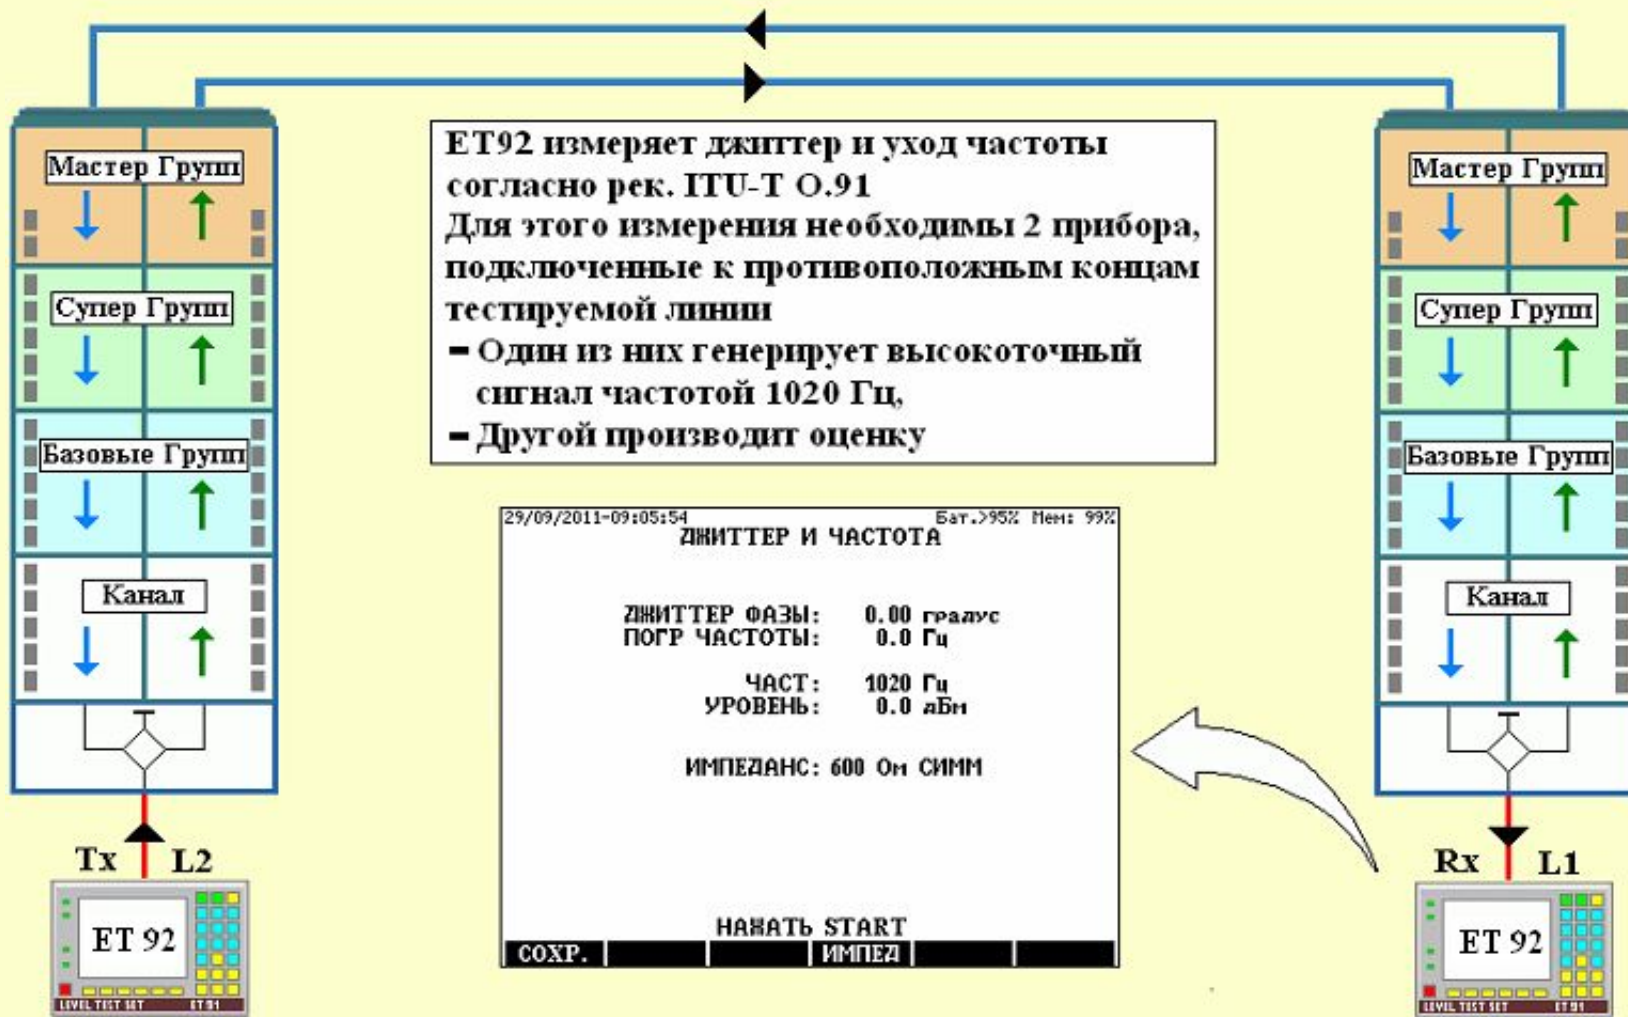 ET92 измеряет джиттер и уход частоты
согласно рек. ITU-T O.91
Для этого измерения необходимы 2 прибора,
подключенные к противоположным концам
тестируемой линии
– Один из них генерирует высокоточный
сигнал частотой 1020 Гц,
– Другой производит оценку
Мастер Групп
Супер Групп
Базовые Групп
Канал
Tx L2
ET 92
LEVEL TEST SET ET 91
29/09/2011-09:05:54 Бат.>95% Мем: 99%
ДЖИТТЕР И ЧАСТОТА
ДЖИТТЕР ФАЗЫ: 0.00 градус
ПОГР ЧАСТОТЫ: 0.0 Гц
ЧАСТ: 1020 Гц
УРОВЕНЬ: 0.0 дБм
ИМПЕДАНС: 600 Ом СИММ
НАЖАТЬ START
СОХР. ИМПЕД
Мастер Групп
Супер Групп
Базовые Групп
Канал
Rx L1
ET 92
LEVEL TEST SET ET 91